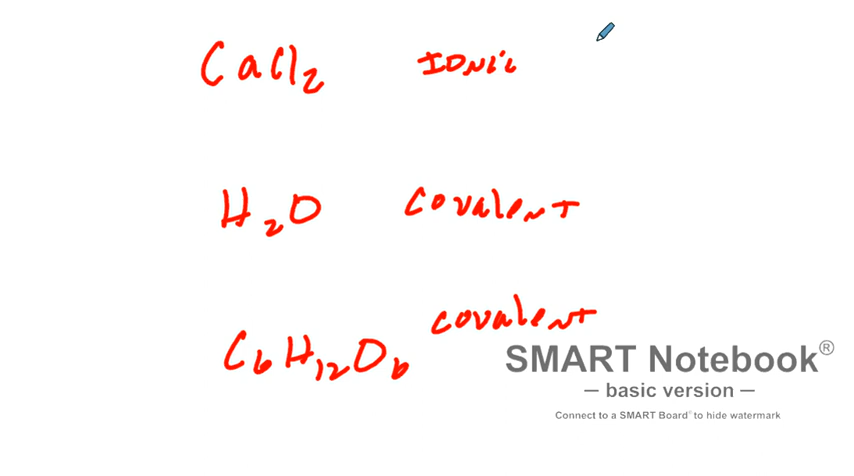 CaCl₂ IONiC
H₂O covalent
covalent
C₆H₁₂O₆
SMART Notebook®
— basic version —
Connect to a SMART Board® to hide watermark